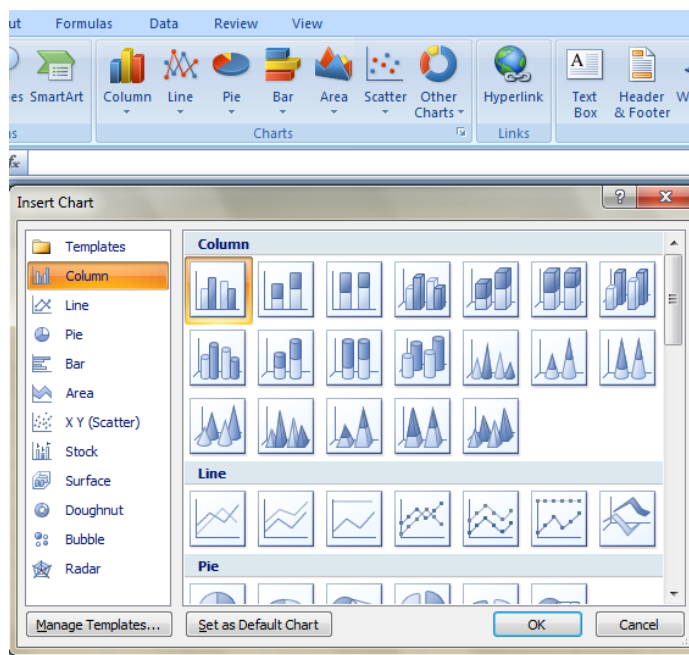 Formulas Data Review View
SmartArt Column Line Pie Bar Area Scatter Other Charts Hyperlink Text Box Header & Footer
Charts Links
fx
Insert Chart
Templates
Column
Line
Pie
Bar
Area
X Y (Scatter)
Stock
Surface
Doughnut
Bubble
Radar
Column
Line
Pie
Manage Templates... Set as Default Chart OK Cancel